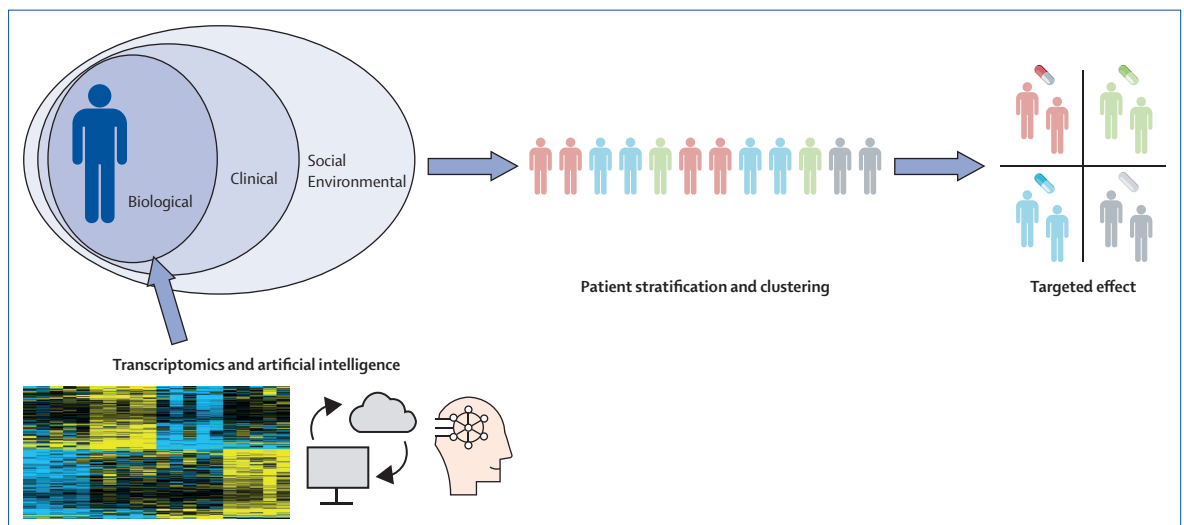 Biological
Clinical
Social
Environmental
Patient stratification and clustering
Targeted effect
Transcriptomics and artificial intelligence